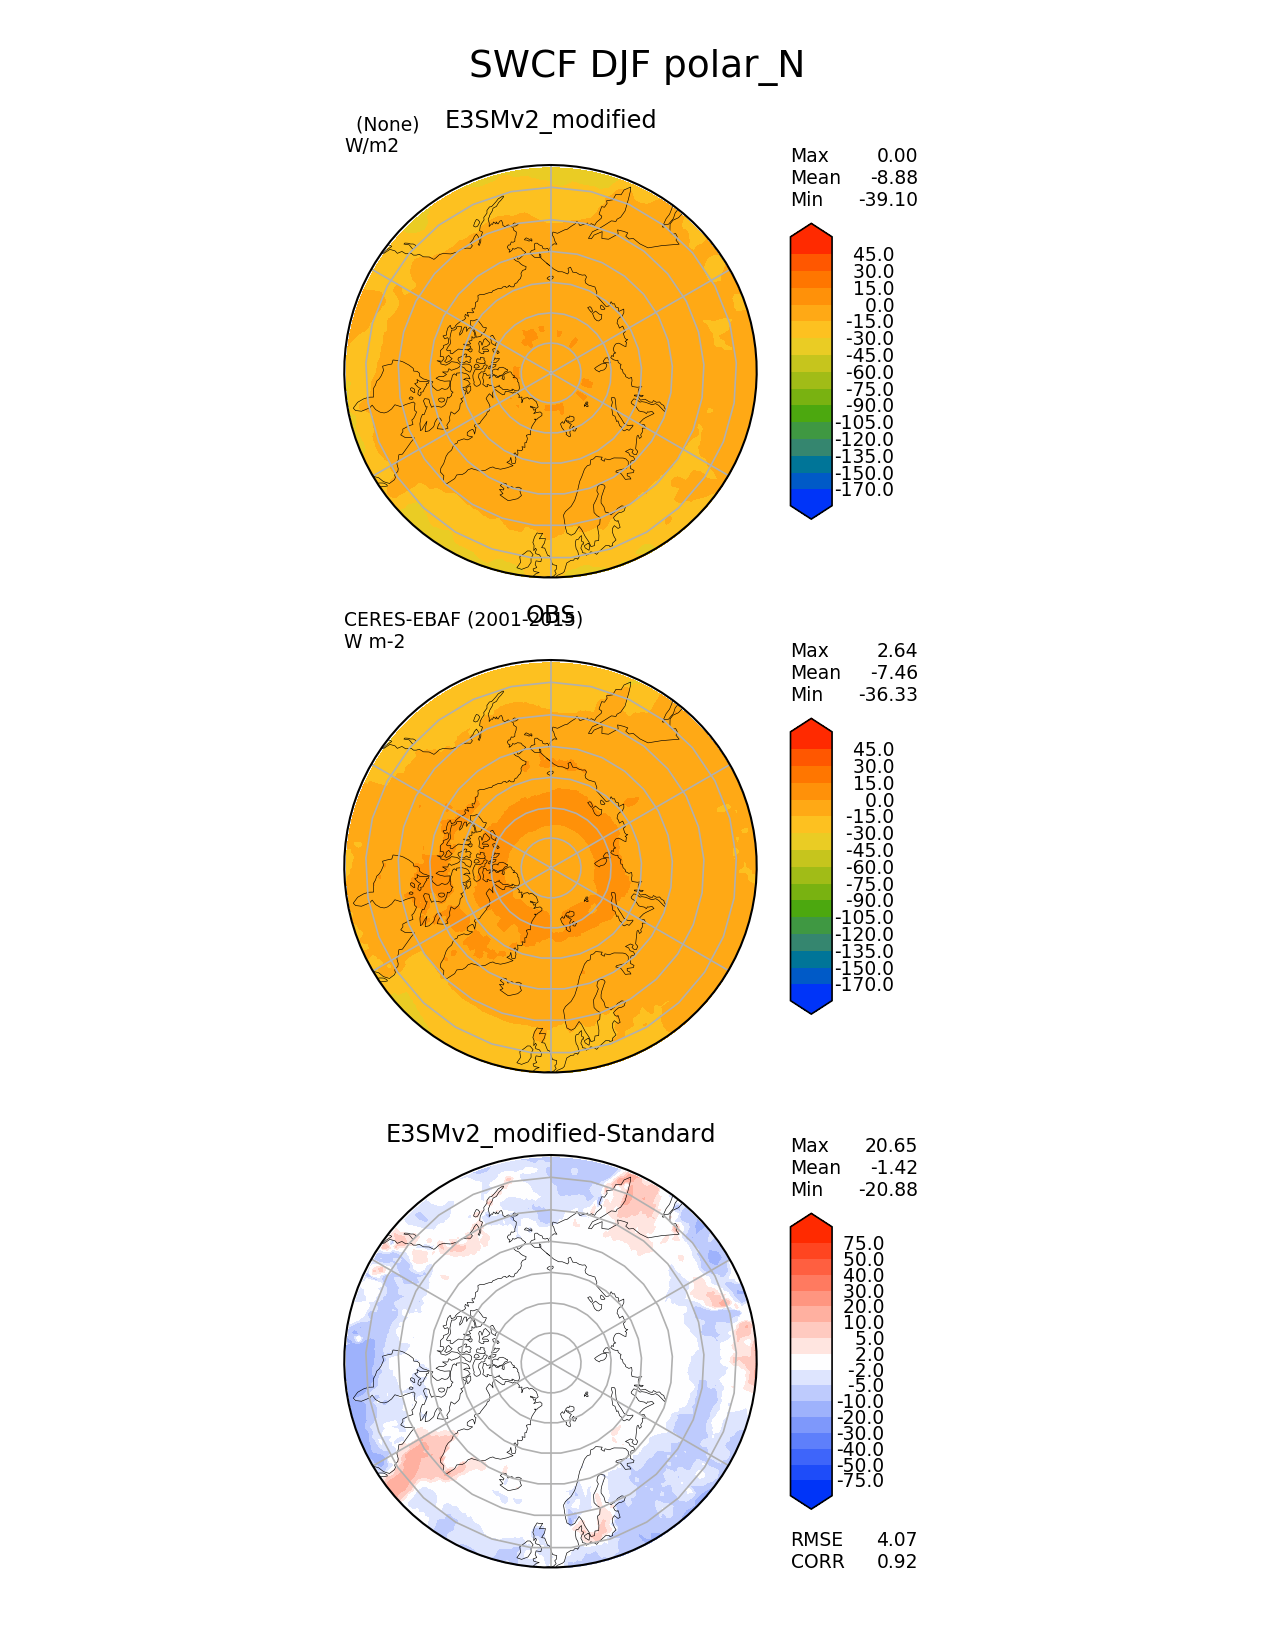 SWCF DJF polar_N
(None)
E3SMv2_modified
W/m2
Max 0.00
Mean -8.88
Min -39.10
45.0
30.0
15.0
0.0
-15.0
-30.0
-45.0
-60.0
-75.0
-90.0
-105.0
-120.0
-135.0
-150.0
-170.0
OBS
CERES-EBAF (2001-2015)
W m-2
Max 2.64
Mean -7.46
Min -36.33
45.0
30.0
15.0
0.0
-15.0
-30.0
-45.0
-60.0
-75.0
-90.0
-105.0
-120.0
-135.0
-150.0
-170.0
E3SMv2_modified-Standard
Max 20.65
Mean -1.42
Min -20.88
75.0
50.0
40.0
30.0
20.0
10.0
5.0
2.0
-2.0
-5.0
-10.0
-20.0
-30.0
-40.0
-50.0
-75.0
RMSE 4.07
CORR 0.92